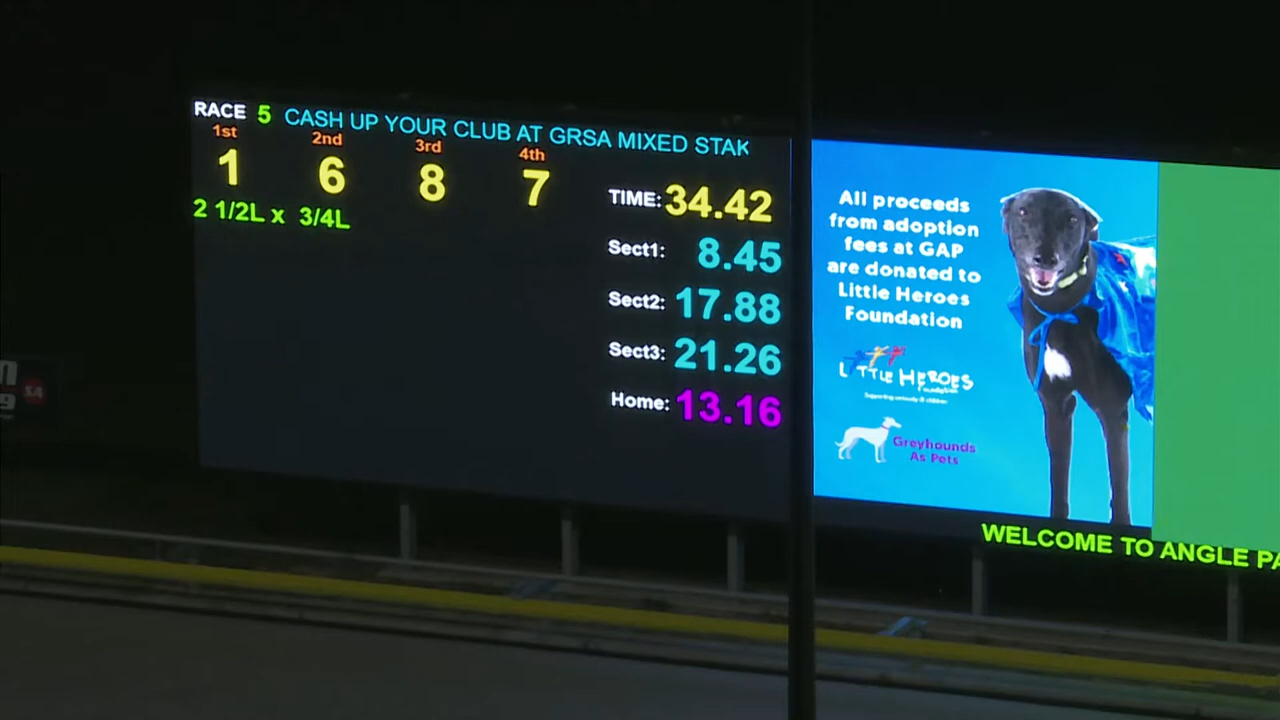 RACE 5 CASH UP YOUR CLUB AT GRSA MIXED STAK
1st 2nd 3rd 4th
1 6 8 7
2 1/2L x 3/4L
TIME: 34.42
Sect1: 8.45
Sect2: 17.88
Sect3: 21.26
Home: 13.16
All proceeds
from adoption
fees at GAP
are donated to
Little Heroes
Foundation
LITTLE HEROES
Foundation
Greyhounds
As Pets
WELCOME TO ANGLE PA
SA
9